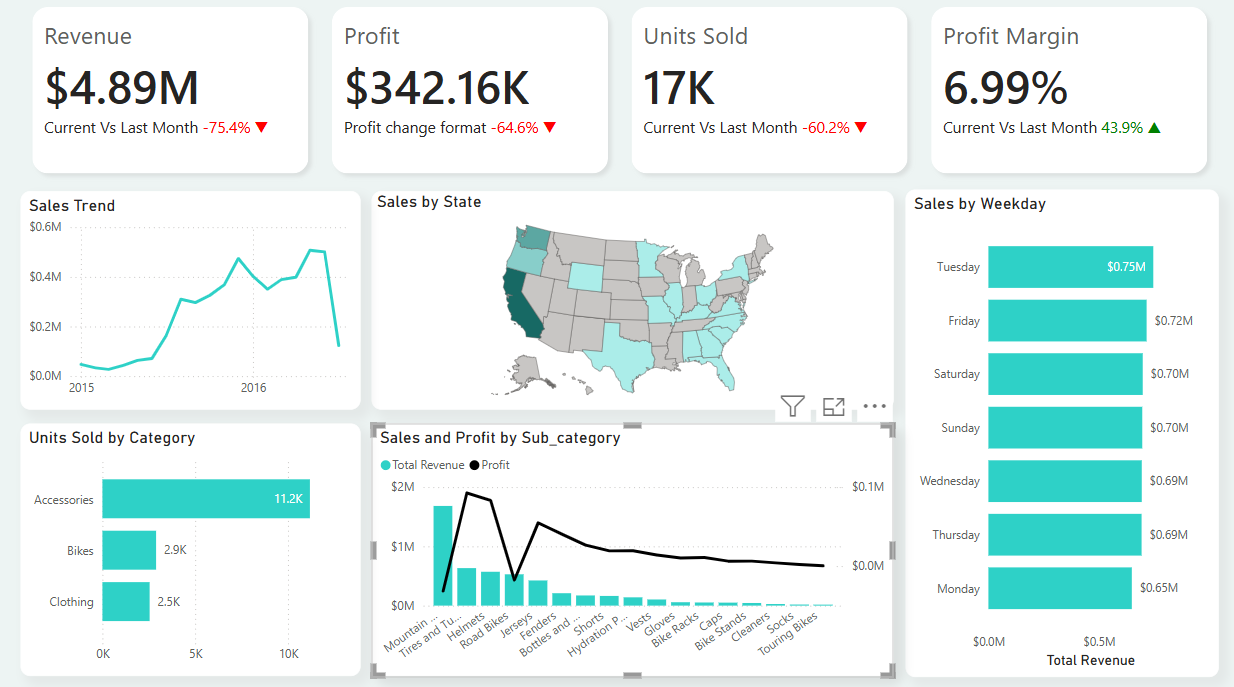 Revenue
$4.89M
Current Vs Last Month -75.4% ▼
Profit
$342.16K
Profit change format -64.6% ▼
Units Sold
17K
Current Vs Last Month -60.2% ▼
Profit Margin
6.99%
Current Vs Last Month 43.9% ▲
Sales Trend
$0.6M
$0.4M
$0.2M
$0.0M
2015
2016
Sales by State
Sales by Weekday
Tuesday
$0.75M
Friday
$0.72M
Saturday
$0.70M
Sunday
$0.70M
Wednesday
$0.69M
Thursday
$0.69M
Monday
$0.65M
$0.0M
$0.5M
Total Revenue
Units Sold by Category
Accessories
11.2K
Bikes
2.9K
Clothing
2.5K
0K
5K
10K
Sales and Profit by Sub_category
Total Revenue
Profit
$2M
$1M
$0M
$0.1M
$0.0M
Mountain ...
Tires and Tu...
Helmets
Road Bikes
Jerseys
Fenders
Bottles and ...
Shorts
Hydration P...
Vests
Gloves
Bike Racks
Caps
Bike Stands
Cleaners
Socks
Touring Bikes